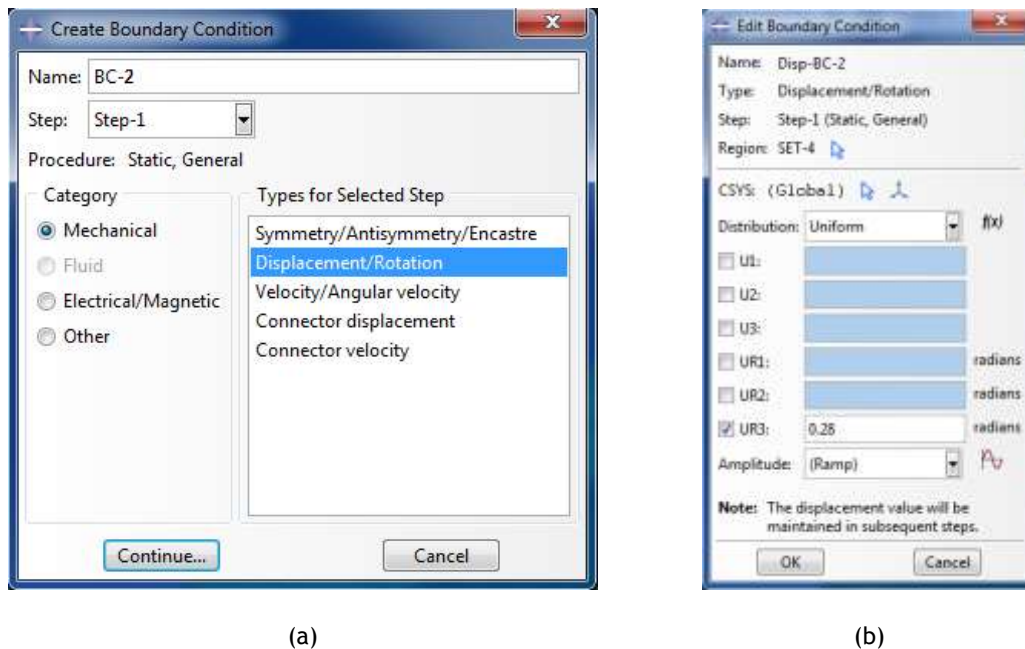 Create Boundary Condition
Name: BC-2
Step: Step-1
Procedure: Static, General
Category
Mechanical
Fluid
Electrical/Magnetic
Other
Types for Selected Step
Symmetry/Antisymmetry/Encastre
Displacement/Rotation
Velocity/Angular velocity
Connector displacement
Connector velocity
Continue... Cancel
(a)
Edit Boundary Condition
Name: Disp-BC-2
Type: Displacement/Rotation
Step: Step-1 (Static, General)
Region: SET-4
CSYS: (Global)
Distribution: Uniform f(x)
U1:
U2:
U3:
UR1: radians
UR2: radians
UR3: 0.28 radians
Amplitude: (Ramp)
Note: The displacement value will be
maintained in subsequent steps.
OK Cancel
(b)